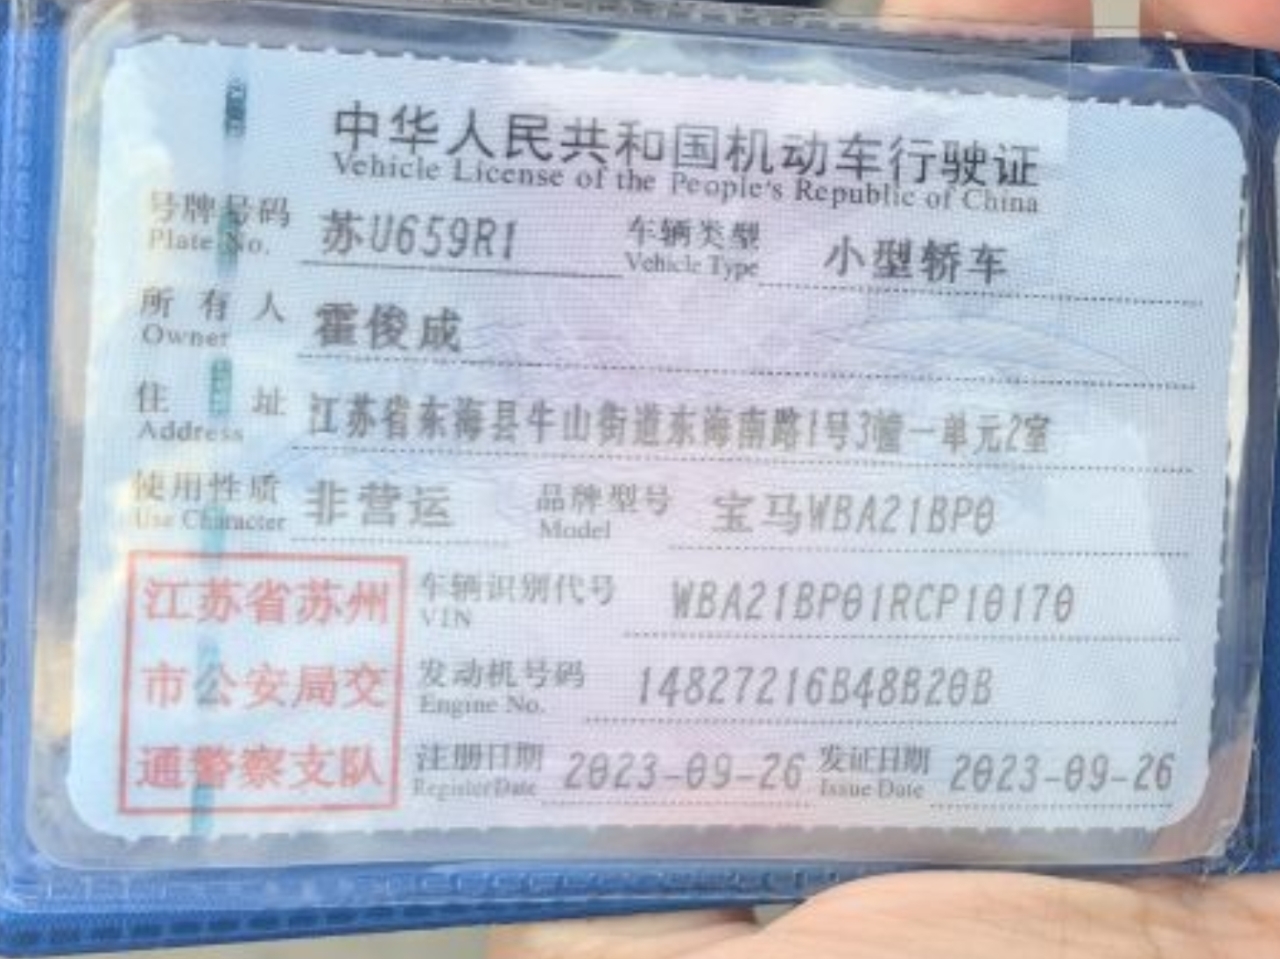 中华人民共和国机动车行驶证
Vehicle License of the People's Republic of China
号牌号码 苏U659R1 车辆类型 小型轿车
Plate No. Vehicle Type
所有人 霍俊成
Owner
住址 江苏省东海县牛山街道东海南路1号3幢一单元2室
Address
使用性质 非营运 品牌型号 宝马WBA21BP0
Use Character Model
江苏省苏州
市公安局交
通警察支队
车辆识别代号 WBA21BP01RCP10170
VIN
发动机号码 14827216B48B20B
Engine No.
注册日期 2023-09-26 发证日期 2023-09-26
Register Date Issue Date